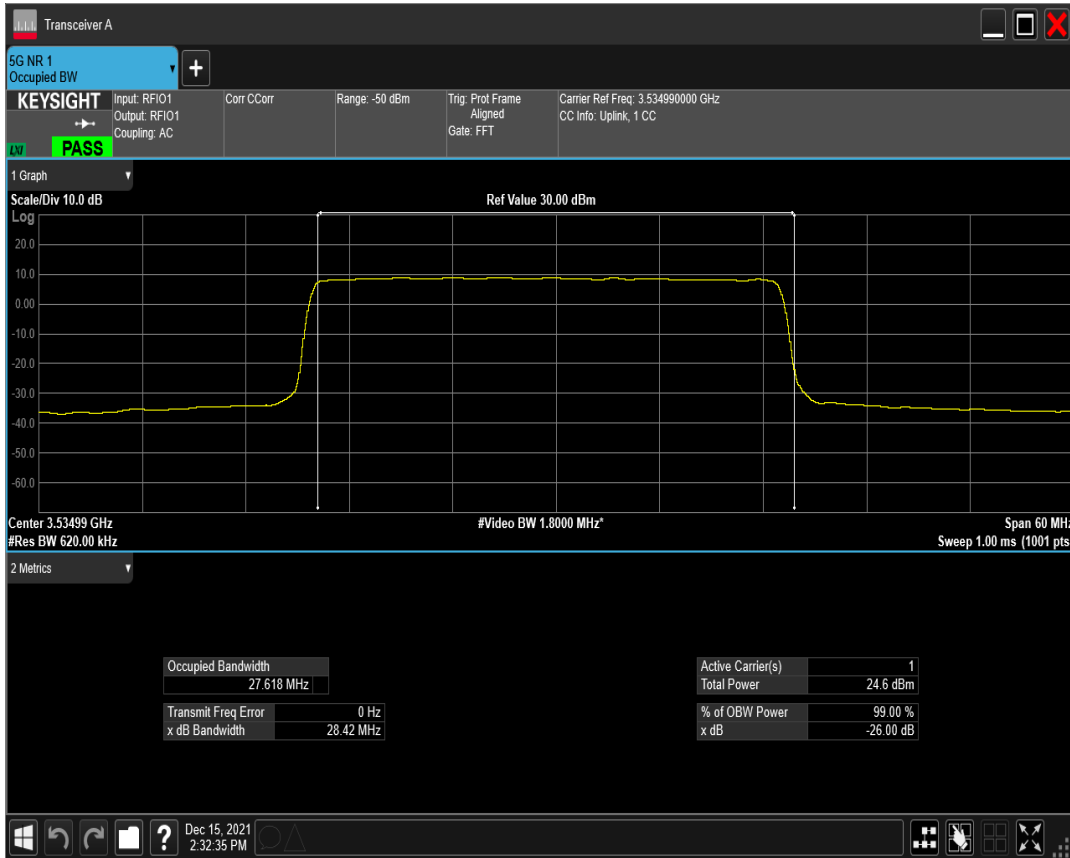 Transceiver A
5G NR 1
Occupied BW
KEYSIGHT
LXI
PASS
Input: RFIO1
Output: RFIO1
Coupling: AC
Corr CCorr
Range: -50 dBm
Trig: Prot Frame
Aligned
Gate: FFT
Carrier Ref Freq: 3.534990000 GHz
CC Info: Uplink, 1 CC
1 Graph
Scale/Div 10.0 dB
Ref Value 30.00 dBm
Log
20.0
10.0
0.00
-10.0
-20.0
-30.0
-40.0
-50.0
-60.0
Center 3.53499 GHz
#Video BW 1.8000 MHz*
Span 60 MHz
#Res BW 620.00 kHz
Sweep 1.00 ms (1001 pts
2 Metrics
Occupied Bandwidth
27.618 MHz
Transmit Freq Error 0 Hz
x dB Bandwidth 28.42 MHz
Active Carrier(s) 1
Total Power 24.6 dBm
% of OBW Power 99.00 %
x dB -26.00 dB
?
Dec 15, 2021
2:32:35 PM